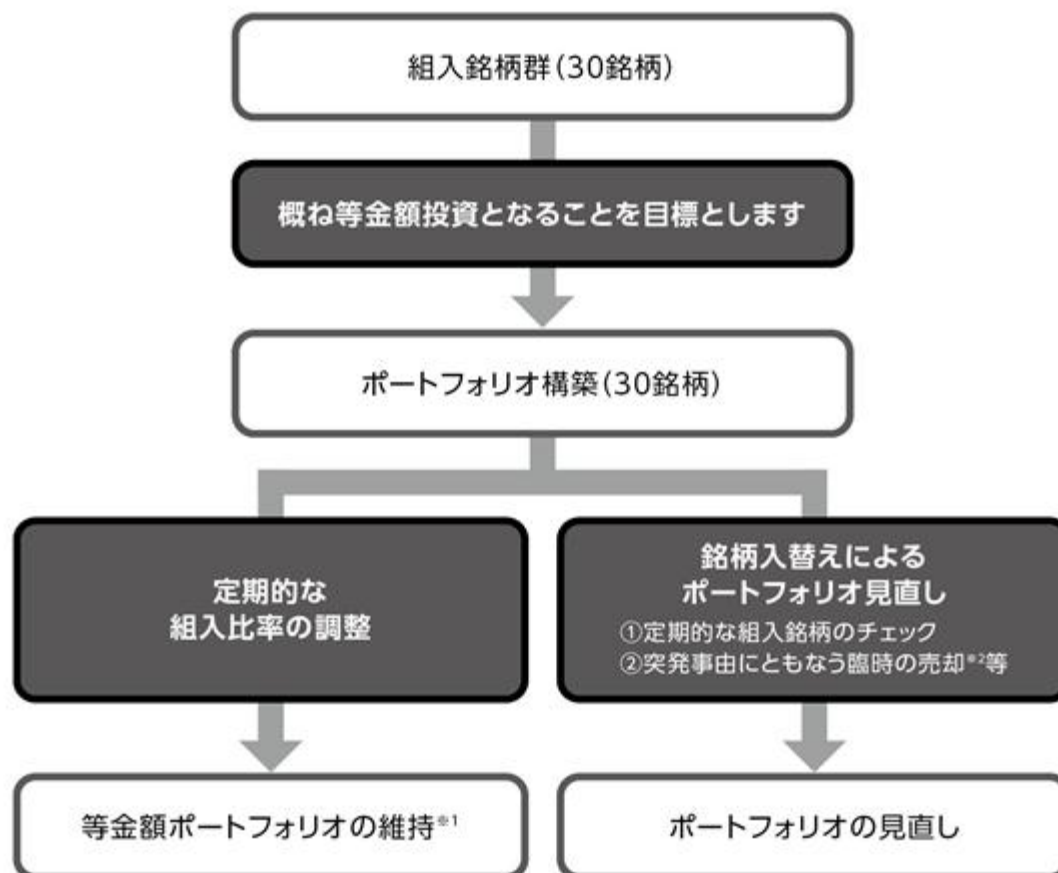 組入銘柄群(30銘柄)
概ね等金額投資となることを目標とします
ポートフォリオ構築(30銘柄)
定期的な
組入比率の調整
銘柄入替えによる
ポートフォリオ見直し
①定期的な組入銘柄のチェック
②突発事由にともなう臨時の売却※2等
等金額ポートフォリオの維持※1
ポートフォリオの見直し